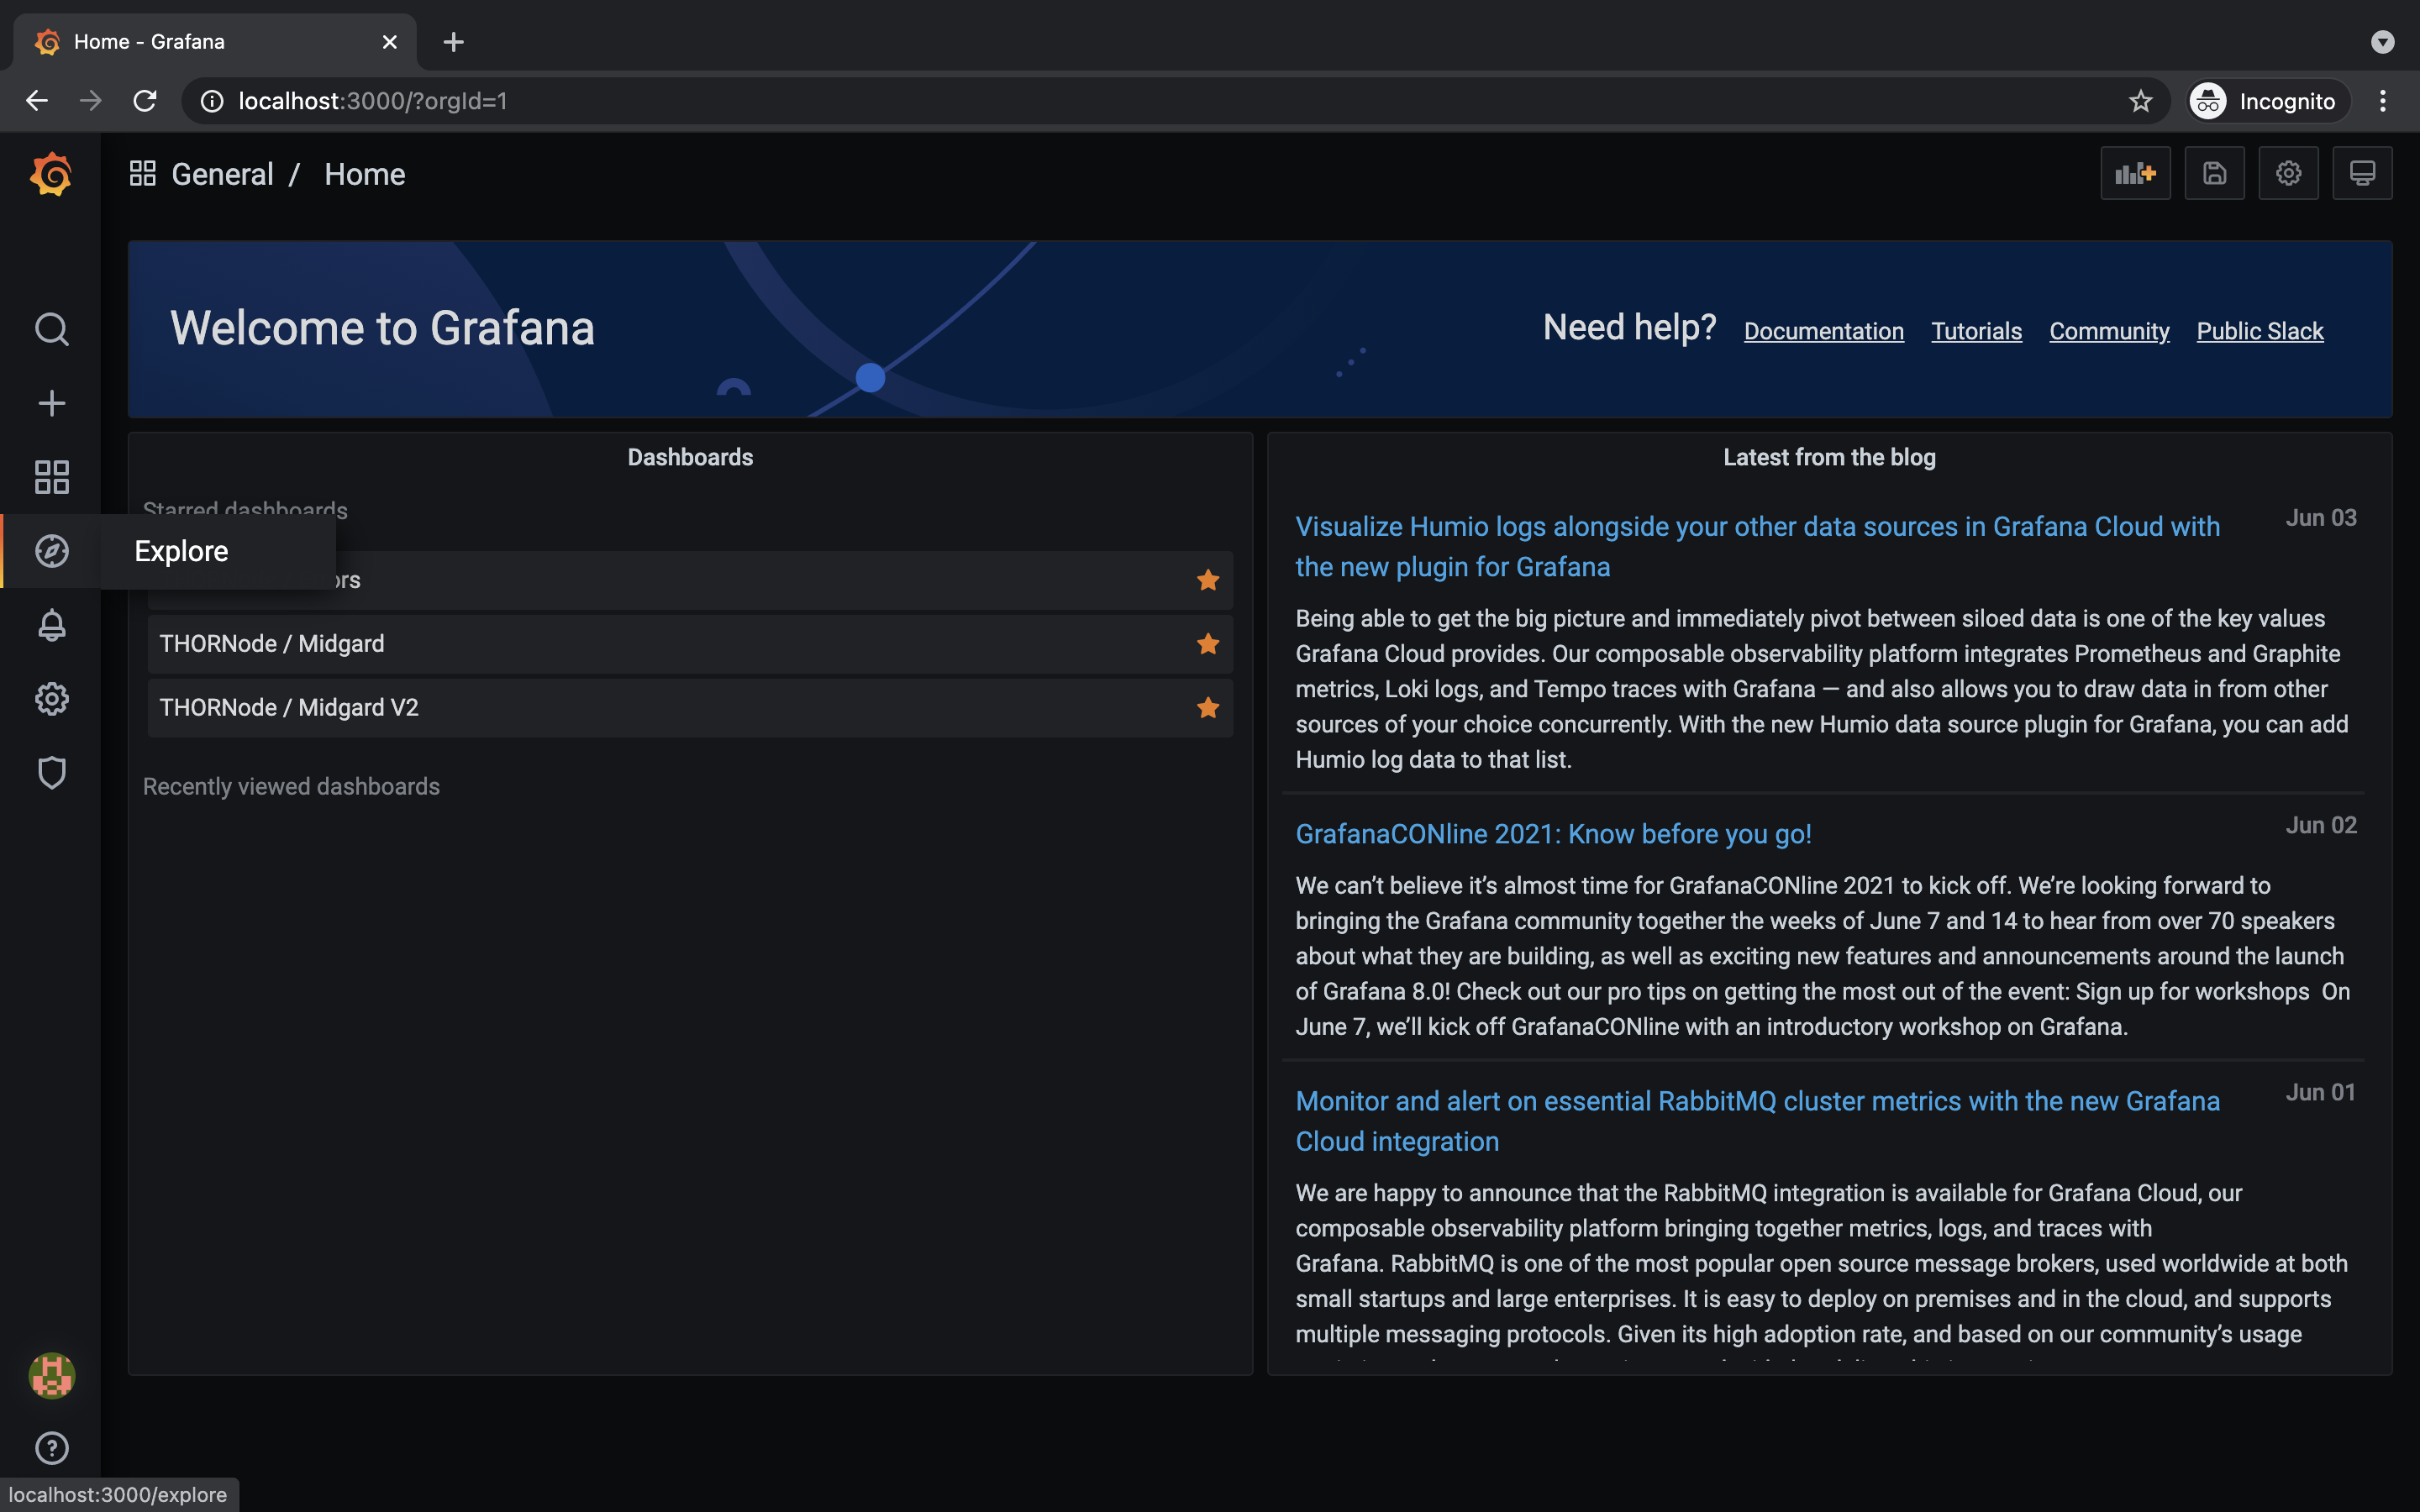 Home - Grafana
localhost:3000/?orgId=1
Incognito
General / Home
Welcome to Grafana
Need help? Documentation Tutorials Community Public Slack
Dashboards
Starred dashboards
Explore
THORNode / Midgard
THORNode / Midgard V2
Recently viewed dashboards
Latest from the blog
Visualize Humio logs alongside your other data sources in Grafana Cloud with
Jun 03
the new plugin for Grafana
Being able to get the big picture and immediately pivot between siloed data is one of the key values
Grafana Cloud provides. Our composable observability platform integrates Prometheus and Graphite
metrics, Loki logs, and Tempo traces with Grafana — and also allows you to draw data in from other
sources of your choice concurrently. With the new Humio data source plugin for Grafana, you can add
Humio log data to that list.
GrafanaCONline 2021: Know before you go!
Jun 02
We can’t believe it’s almost time for GrafanaCONline 2021 to kick off. We’re looking forward to
bringing the Grafana community together the weeks of June 7 and 14 to hear from over 70 speakers
about what they are building, as well as exciting new features and announcements around the launch
of Grafana 8.0! Check out our pro tips on getting the most out of the event: Sign up for workshops On
June 7, we’ll kick off GrafanaCONline with an introductory workshop on Grafana.
Monitor and alert on essential RabbitMQ cluster metrics with the new Grafana
Jun 01
Cloud integration
We are happy to announce that the RabbitMQ integration is available for Grafana Cloud, our
composable observability platform bringing together metrics, logs, and traces with
Grafana. RabbitMQ is one of the most popular open source message brokers, used worldwide at both
small startups and large enterprises. It is easy to deploy on premises and in the cloud, and supports
multiple messaging protocols. Given its high adoption rate, and based on our community’s usage
localhost:3000/explore